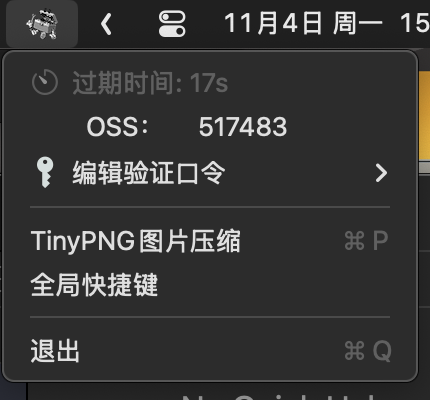 11月4日 周一 15
过期时间: 17s
OSS: 517483
编辑验证口令
TinyPNG图片压缩 ⌘ P
全局快捷键
退出 ⌘ Q